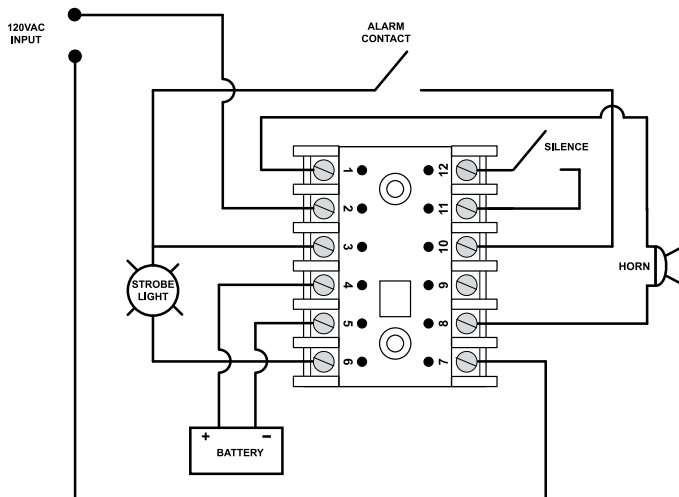 120VAC
INPUT
ALARM
CONTACT
SILENCE
1
12
2
11
3
10
4
9
5
8
6
7
STROBE
LIGHT
HORN
+ −
BATTERY